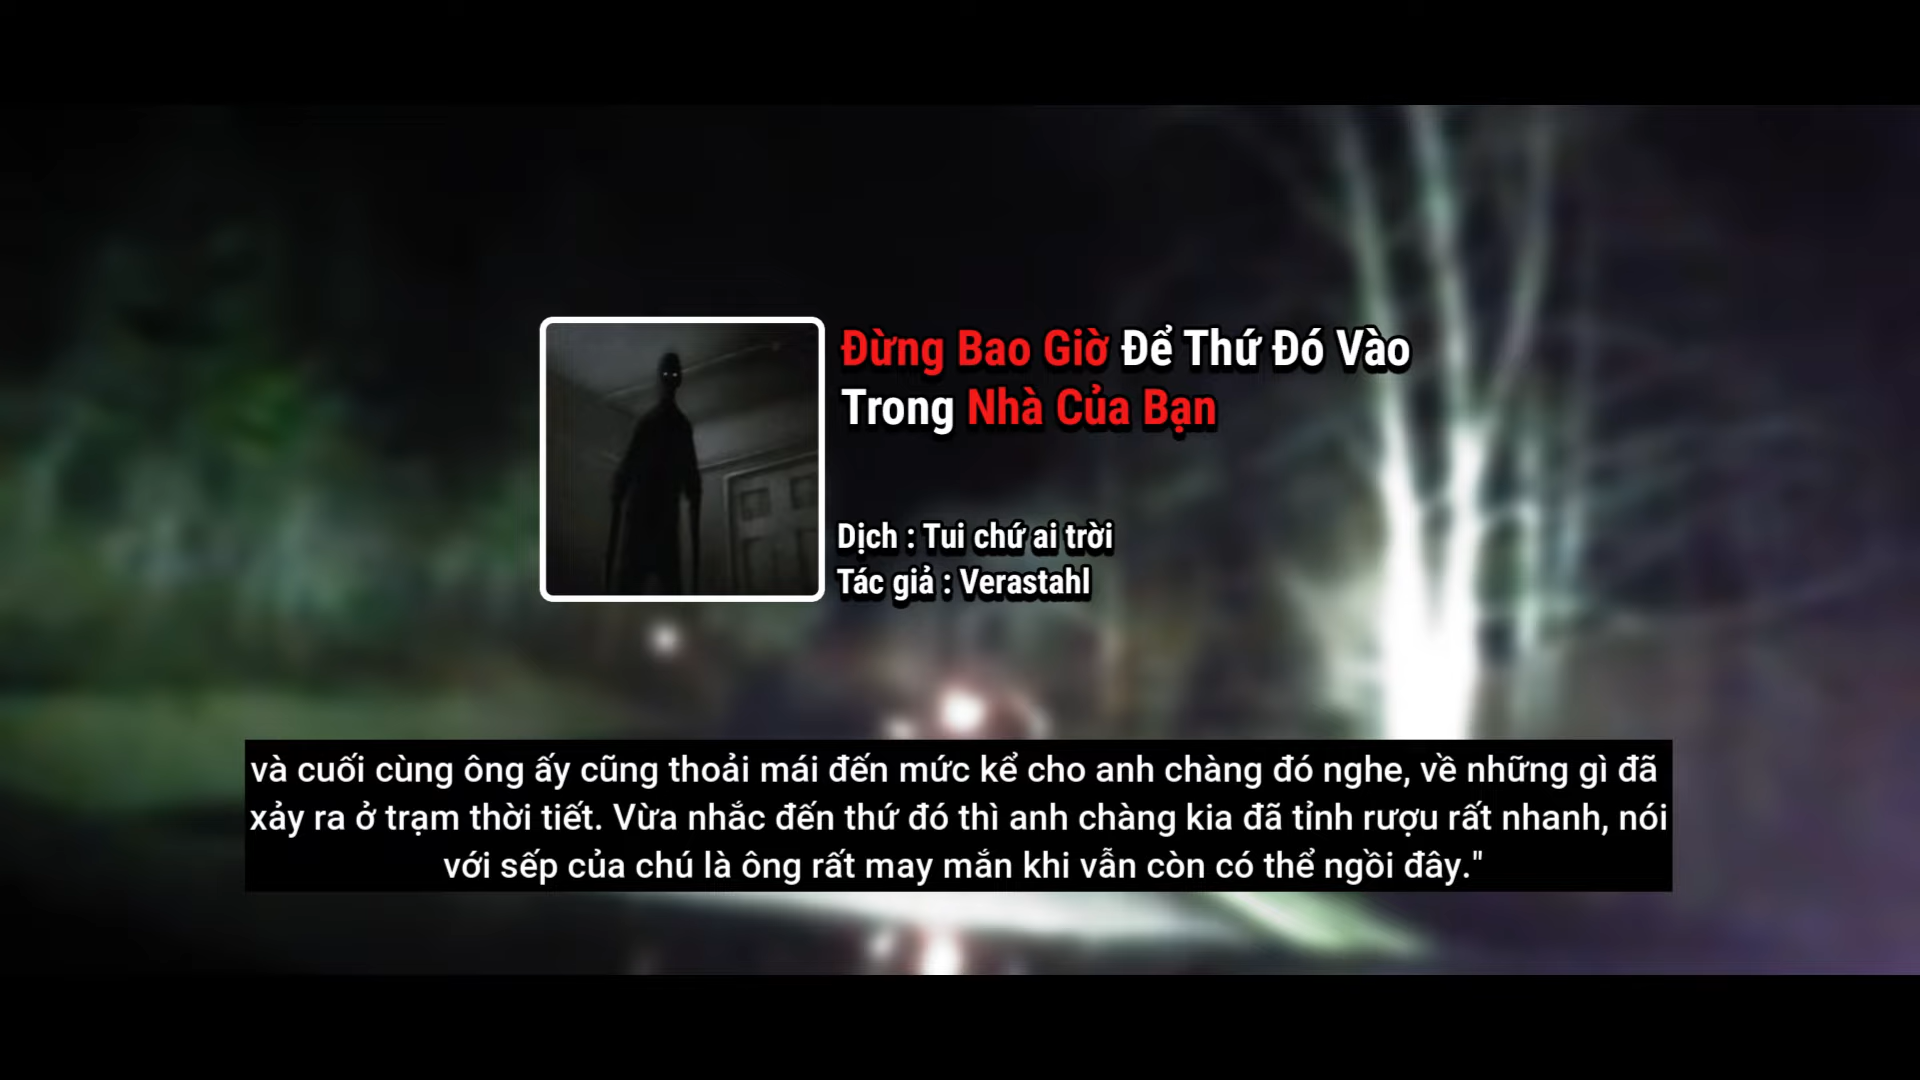 Đừng Bao Giờ Để Thứ Đó Vào
Trong Nhà Của Bạn
Dịch : Tui chứ ai trời
Tác giả : Verastahl
và cuối cùng ông ấy cũng thoải mái đến mức kể cho anh chàng đó nghe, về những gì đã
xảy ra ở trạm thời tiết. Vừa nhắc đến thứ đó thì anh chàng kia đã tỉnh rượu rất nhanh, nói
với sếp của chú là ông rất may mắn khi vẫn còn có thể ngồi đây."